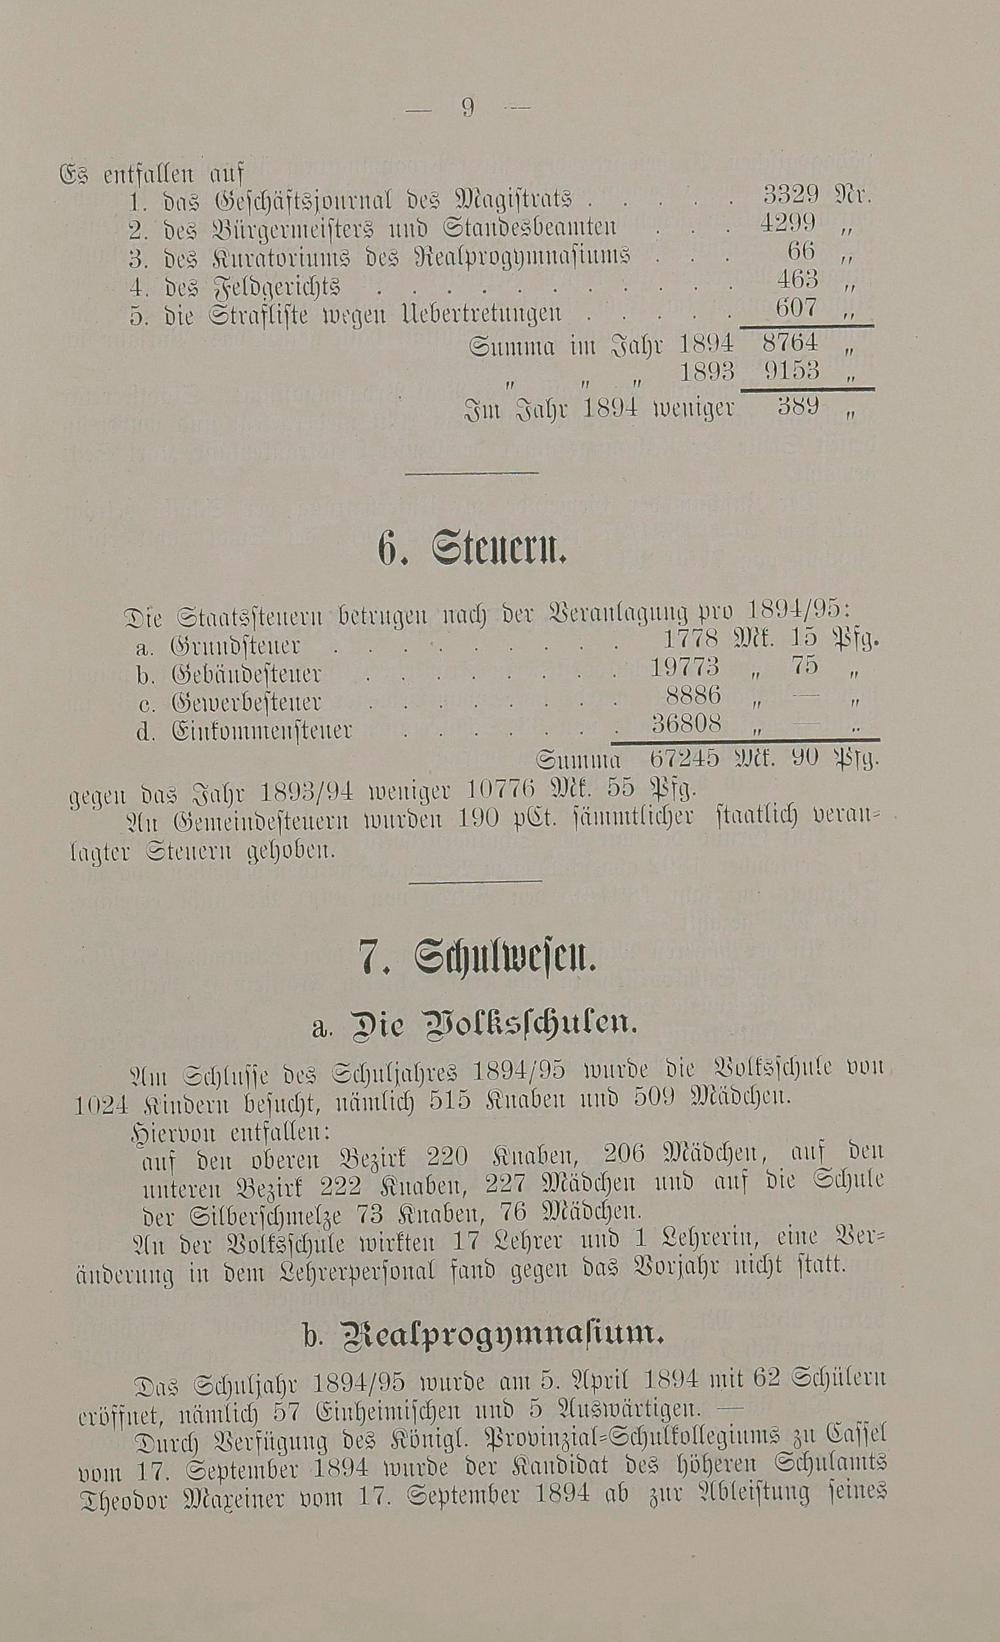 — 9 —
Es entfallen auf
1. das Geschäftsjournal des Magistrats . . . . . 3329 Nr.
2. des Bürgermeisters und Standesbeamten . . . 4299 „
3. des Kuratoriums des Realprogymnasiums . . . 66 „
4. des Feldgerichts . . . . . . . . . . . 463 „
5. die Strafliste wegen Uebertretungen . . . . . 607 „
Summa im Jahr 1894 8764 „
„ „ „ 1893 9153 „
Im Jahr 1894 weniger 389 „
6. Steuern.
Die Staatssteuern betrugen nach der Veranlagung pro 1894/95:
a. Grundsteuer . . . . . . . . . 1778 Mk. 15 Pfg.
b. Gebäudesteuer . . . . . . . . 19773 „ 75 „
c. Gewerbesteuer . . . . . . . . 8886 „ — „
d. Einkommensteuer . . . . . . . 36808 „ — „
Summa 67245 Mk. 90 Pfg.
gegen das Jahr 1893/94 weniger 10776 Mk. 55 Pfg.
An Gemeindesteuern wurden 190 pCt. sämmtlicher staatlich veran-
lagter Steuern gehoben.
7. Schulwesen.
a. Die Volksschulen.
Am Schlusse des Schuljahres 1894/95 wurde die Volksschule von
1024 Kindern besucht, nämlich 515 Knaben und 509 Mädchen.
Hiervon entfallen:
auf den oberen Bezirk 220 Knaben, 206 Mädchen, auf den
unteren Bezirk 222 Knaben, 227 Mädchen und auf die Schule
der Silberschmelze 73 Knaben, 76 Mädchen.
An der Volksschule wirkten 17 Lehrer und 1 Lehrerin, eine Ver-
änderung in dem Lehrerpersonal fand gegen das Vorjahr nicht statt.
b. Realprogymnasium.
Das Schuljahr 1894/95 wurde am 5. April 1894 mit 62 Schülern
eröffnet, nämlich 57 Einheimischen und 5 Auswärtigen. —
Durch Verfügung des Königl. Provinzial-Schulkollegiums zu Cassel
vom 17. September 1894 wurde der Kandidat des höheren Schulamts
Theodor Maxeiner vom 17. September 1894 ab zur Ableistung seines